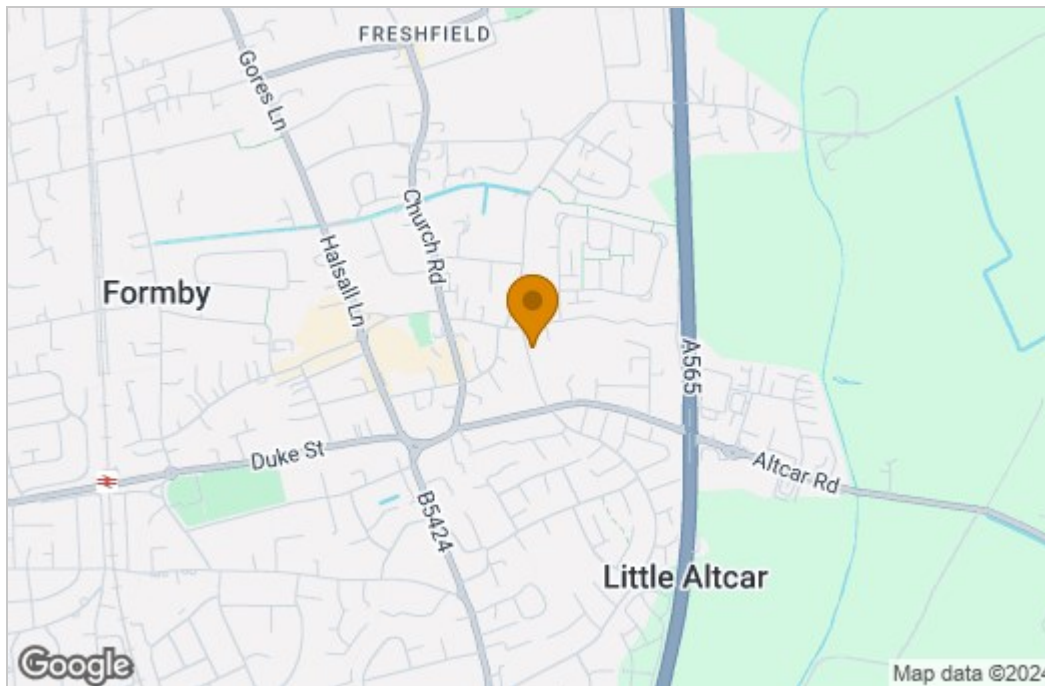 FRESHFIELD
Gores Ln
Church Rd
Halsall Ln
Formby
A565
Duke St
Altcar Rd
B5424
Little Altcar
Google
Map data ©2024